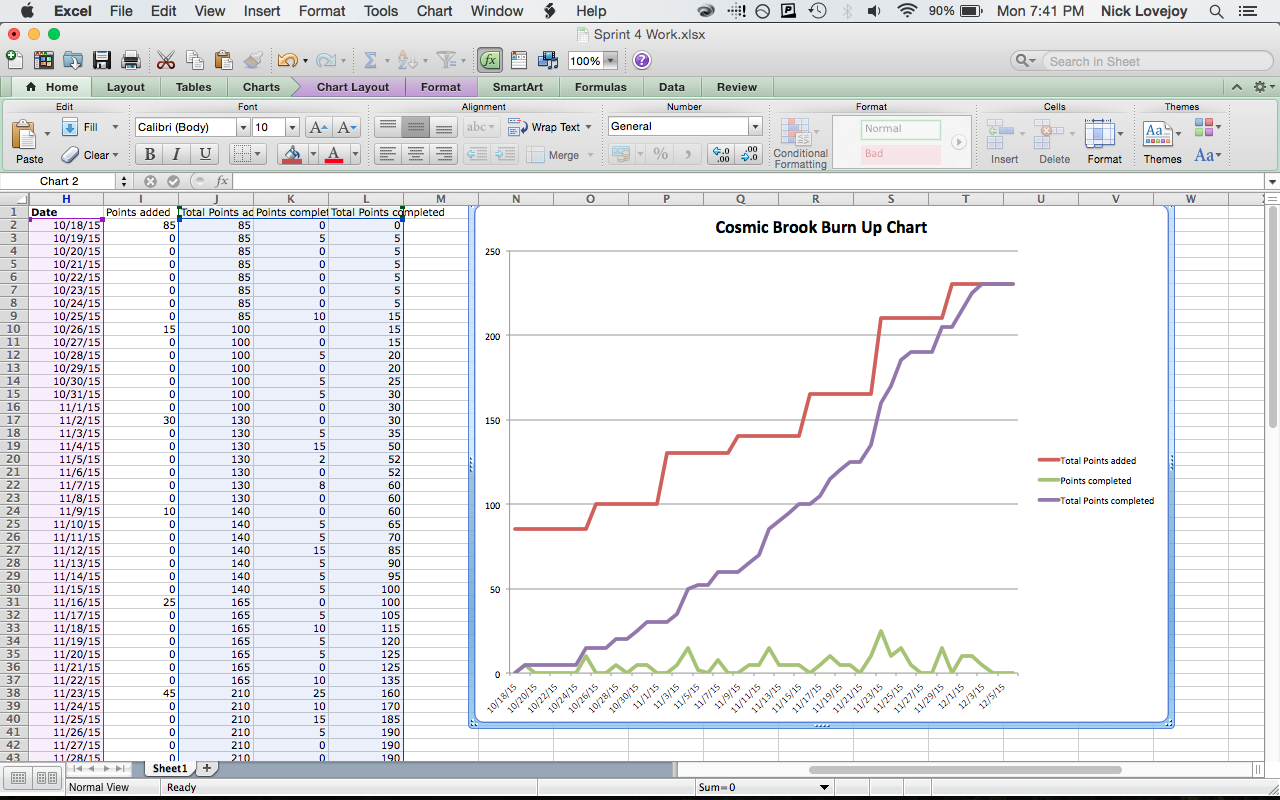 Excel File Edit View Insert Format Tools Chart Window Help 90% Mon 7:41 PM Nick Lovejoy
Sprint 4 Work.xlsx
100% Search in Sheet
Home Layout Tables Charts Chart Layout Format SmartArt Formulas Data Review
Edit Font Alignment Number Format Cells Themes
Fill Calibri (Body) 10 A A abc Wrap Text General Normal
Paste Clear B I U A Merge % Conditional Formatting Bad Insert Delete Format Themes Aa
Chart 2 fx
H I J K L M N O P Q R S T U V W
1 Date Points added Total Points ad Points complet Total Points completed
2 10/18/15 85 85 0 0
3 10/19/15 0 85 5 5
4 10/20/15 0 85 0 5
5 10/21/15 0 85 0 5
6 10/22/15 0 85 0 5
7 10/23/15 0 85 0 5
8 10/24/15 0 85 0 5
9 10/25/15 0 85 10 15
10 10/26/15 15 100 0 15
11 10/27/15 0 100 0 15
12 10/28/15 0 100 5 20
13 10/29/15 0 100 0 20
14 10/30/15 0 100 5 25
15 10/31/15 0 100 5 30
16 11/1/15 0 100 0 30
17 11/2/15 30 130 0 30
18 11/3/15 0 130 5 35
19 11/4/15 0 130 15 50
20 11/5/15 0 130 2 52
21 11/6/15 0 130 0 52
22 11/7/15 0 130 8 60
23 11/8/15 0 130 0 60
24 11/9/15 10 140 0 60
25 11/10/15 0 140 5 65
26 11/11/15 0 140 5 70
27 11/12/15 0 140 15 85
28 11/13/15 0 140 5 90
29 11/14/15 0 140 5 95
30 11/15/15 0 140 5 100
31 11/16/15 25 165 0 100
32 11/17/15 0 165 5 105
33 11/18/15 0 165 10 115
34 11/19/15 0 165 5 120
35 11/20/15 0 165 5 125
36 11/21/15 0 165 0 125
37 11/22/15 0 165 10 135
38 11/23/15 45 210 25 160
39 11/24/15 0 210 10 170
40 11/25/15 0 210 15 185
41 11/26/15 0 210 5 190
42 11/27/15 0 210 0 190
43 11/28/15 0 210 0 190
Cosmic Brook Burn Up Chart
250
200
150
100
50
0
10/18/15 10/20/15 10/22/15 10/24/15 10/26/15 10/28/15 10/30/15 11/1/15 11/3/15 11/5/15 11/7/15 11/9/15 11/11/15 11/13/15 11/15/15 11/17/15 11/19/15 11/21/15 11/23/15 11/25/15 11/27/15 11/29/15 12/1/15 12/3/15 12/5/15
Total Points added
Points completed
Total Points completed
Sheet1
Normal View Ready Sum=0